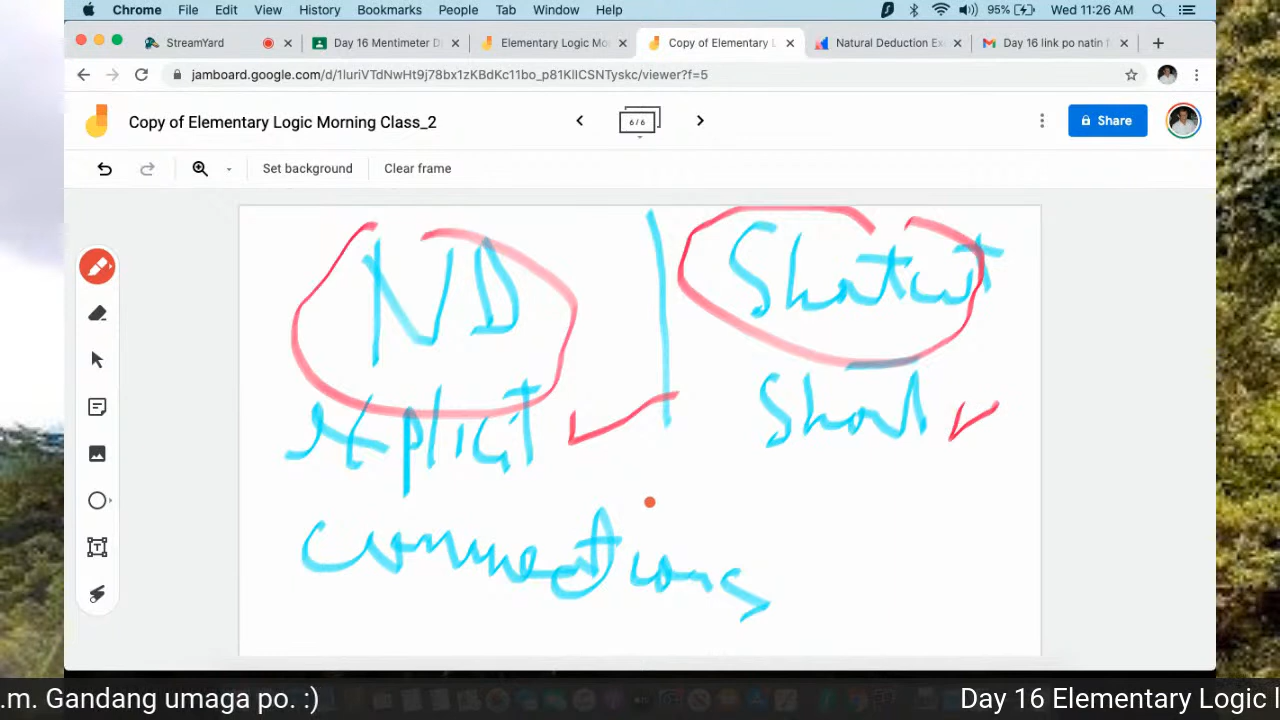 Chrome File Edit View History Bookmarks People Tab Window Help 95% Wed 11:26 AM
StreamYard Day 16 Mentimeter D Elementary Logic Mo Copy of Elementary L Natural Deduction Ex Day 16 link po natin f
jamboard.google.com/d/1luriVTdNwHt9j78bx1zKBdKc11bo_p81KlICSNTyskc/viewer?f=5
Copy of Elementary Logic Morning Class_2 6/6 Share
Set background Clear frame
ND Shortcut
explicit Short
connections
.m. Gandang umaga po. :) Day 16 Elementary Logic |